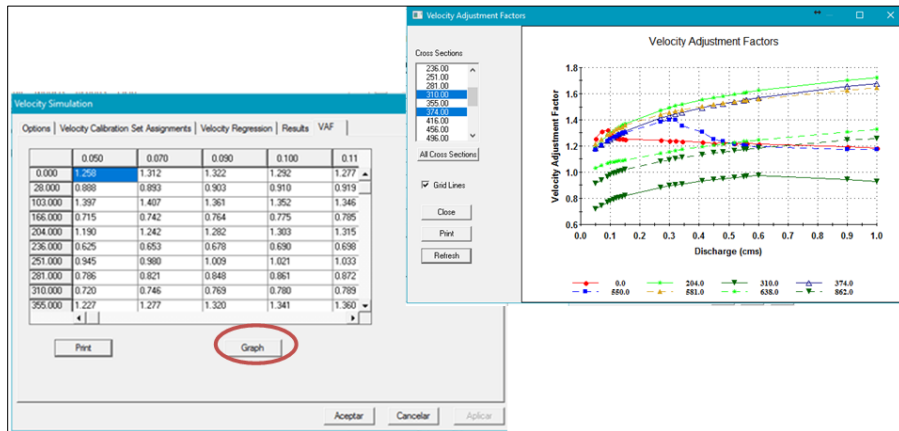 Velocity Adjustment Factors
Cross Sections
236.00
251.00
281.00
310.00
355.00
374.00
416.00
456.00
496.00
All Cross Sections
Grid Lines
Close
Print
Refresh
Velocity Adjustment Factors
Velocity Adjustment Factor
1.8
1.6
1.4
1.2
1.0
0.8
0.6
0.0 0.1 0.2 0.3 0.4 0.5 0.6 0.7 0.8 0.9 1.0
Discharge (cms)
0.0 204.0 310.0 374.0
550.0 581.0 638.0 862.0
Velocity Simulation
Options Velocity Calibration Set Assignments Velocity Regression Results VAF
0.050 0.070 0.090 0.100 0.11
0.000 1.258 1.312 1.322 1.292 1.277
28.000 0.888 0.893 0.903 0.910 0.919
103.000 1.397 1.407 1.361 1.352 1.346
166.000 0.715 0.742 0.764 0.775 0.785
204.000 1.190 1.242 1.282 1.303 1.315
236.000 0.625 0.653 0.678 0.690 0.698
251.000 0.945 0.980 1.009 1.021 1.033
281.000 0.786 0.821 0.848 0.861 0.872
310.000 0.720 0.746 0.769 0.780 0.789
355.000 1.227 1.277 1.320 1.341 1.360
Print
Graph
Aceptar Cancelar Aplicar